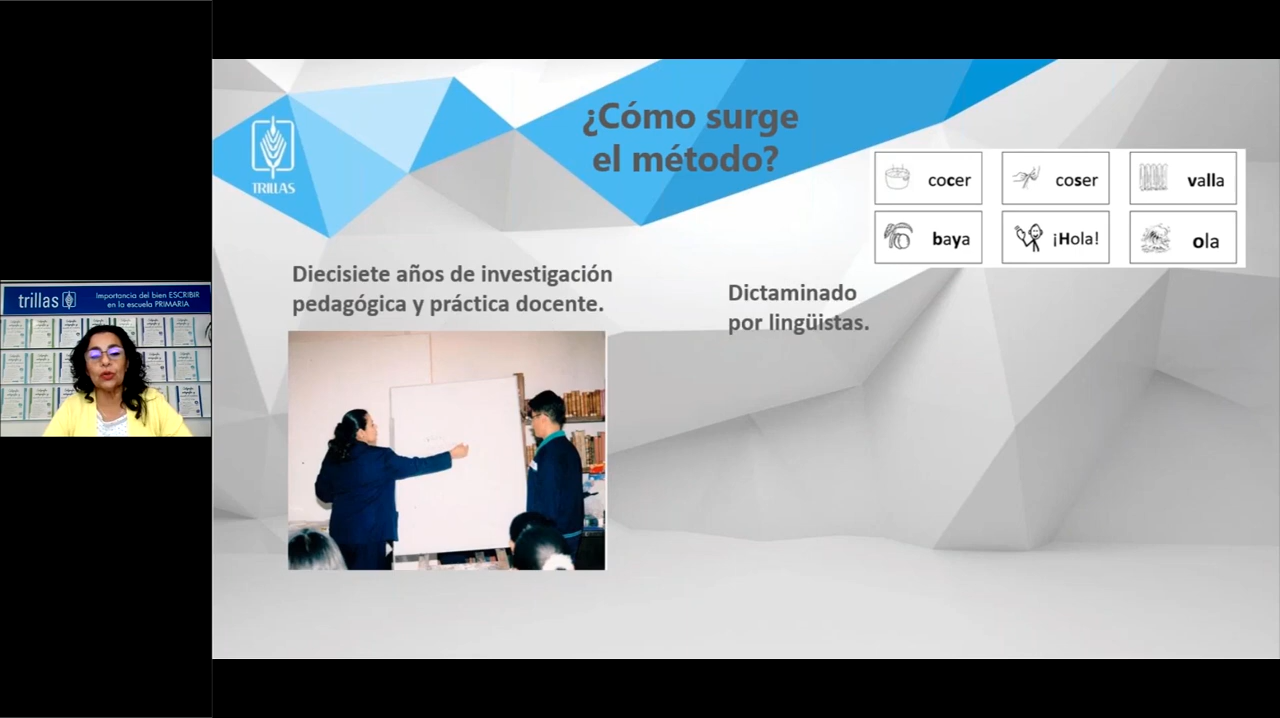 TRILLAS
¿Cómo surge
el método?
cocer
coser
valla
baya
¡Hola!
ola
Diecisiete años de investigación
pedagógica y práctica docente.
Dictaminado
por lingüistas.
trillas
Importancia del bien ESCRIBIR
en la escuela PRIMARIA